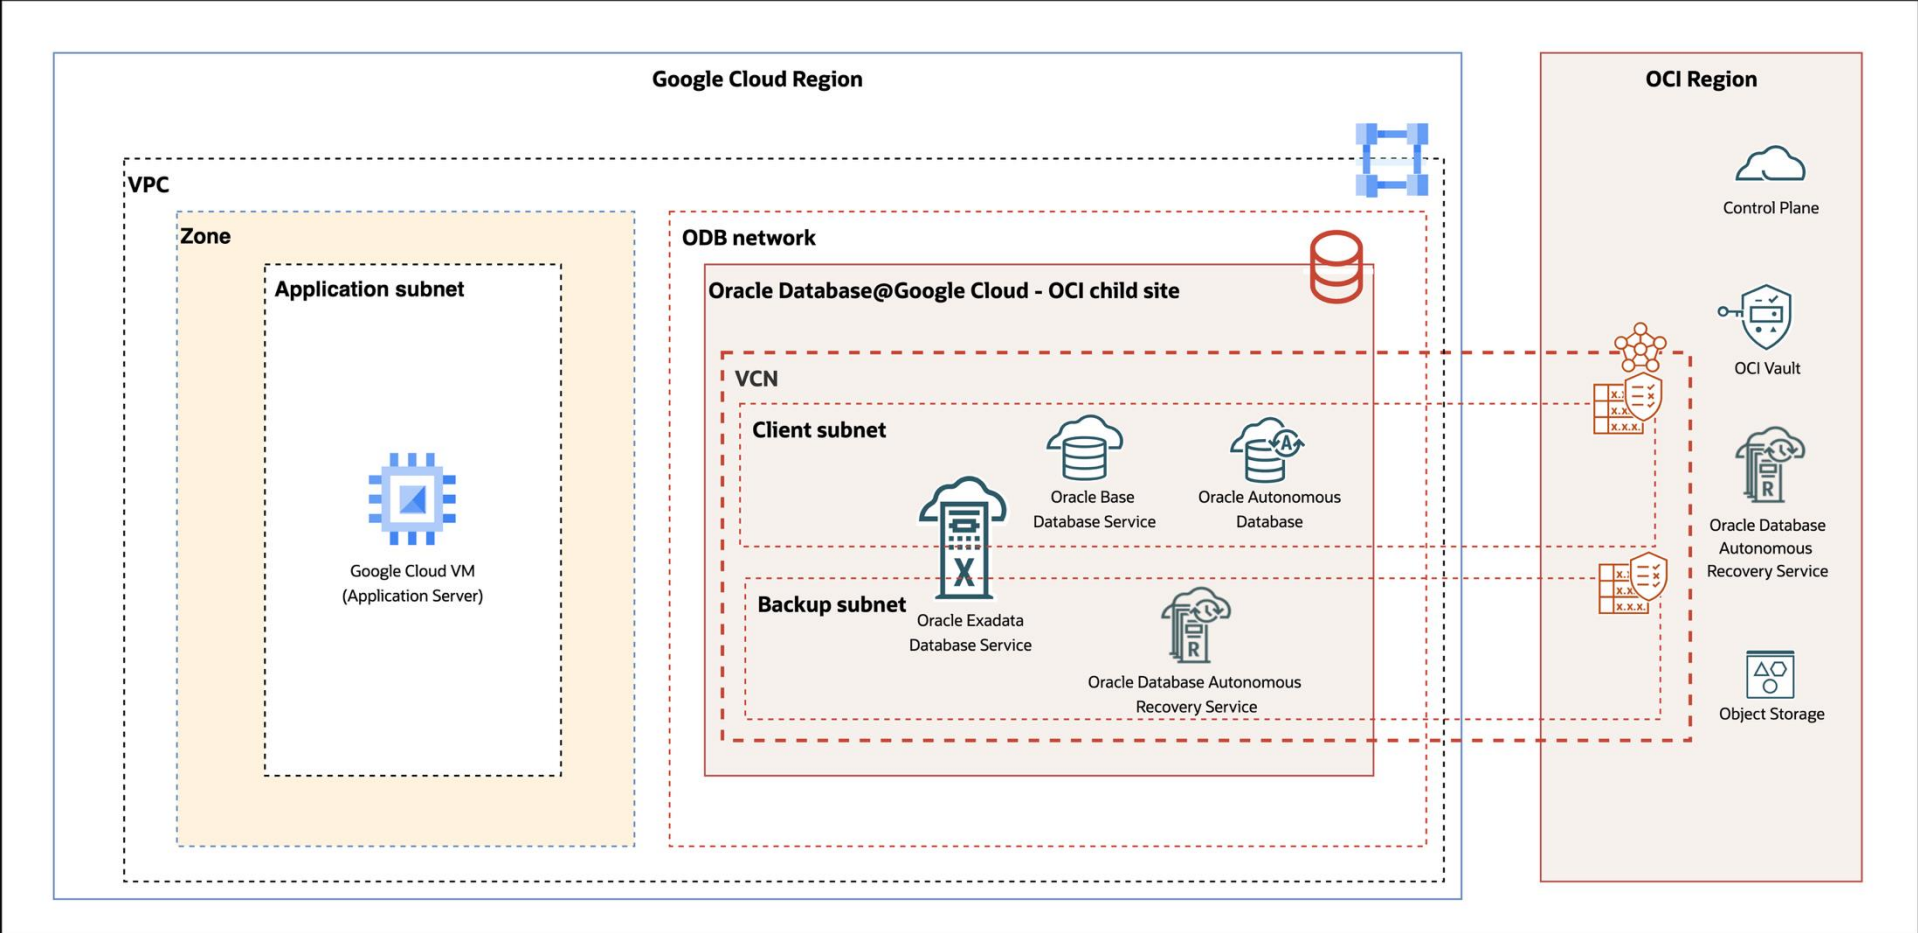 Google Cloud Region
OCI Region
VPC
Zone
Application subnet
Google Cloud VM
(Application Server)
ODB network
Oracle Database@Google Cloud - OCI child site
VCN
Client subnet
Oracle Base
Database Service
Oracle Autonomous
Database
A
X
Oracle Exadata
Database Service
Backup subnet
R
Oracle Database Autonomous
Recovery Service
x.x.x.
x.x.x.
Control Plane
OCI Vault
R
Oracle Database
Autonomous
Recovery Service
Object Storage